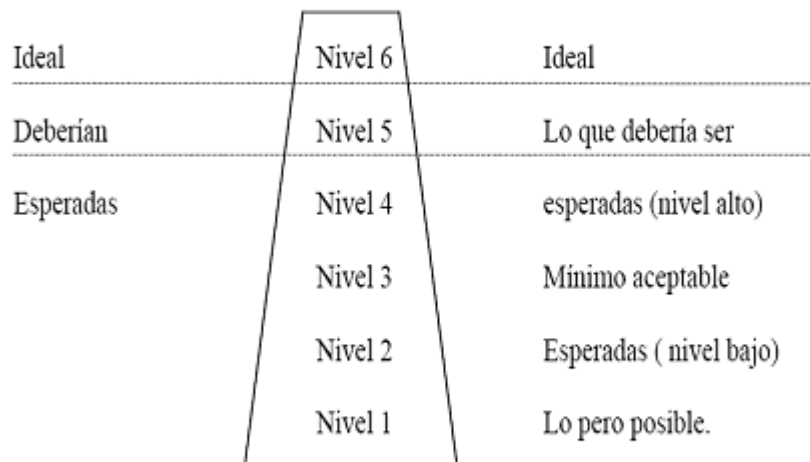 Ideal Nivel 6 Ideal
Deberían Nivel 5 Lo que debería ser
Esperadas Nivel 4 esperadas (nivel alto)
Nivel 3 Mínimo aceptable
Nivel 2 Esperadas ( nivel bajo)
Nivel 1 Lo pero posible.